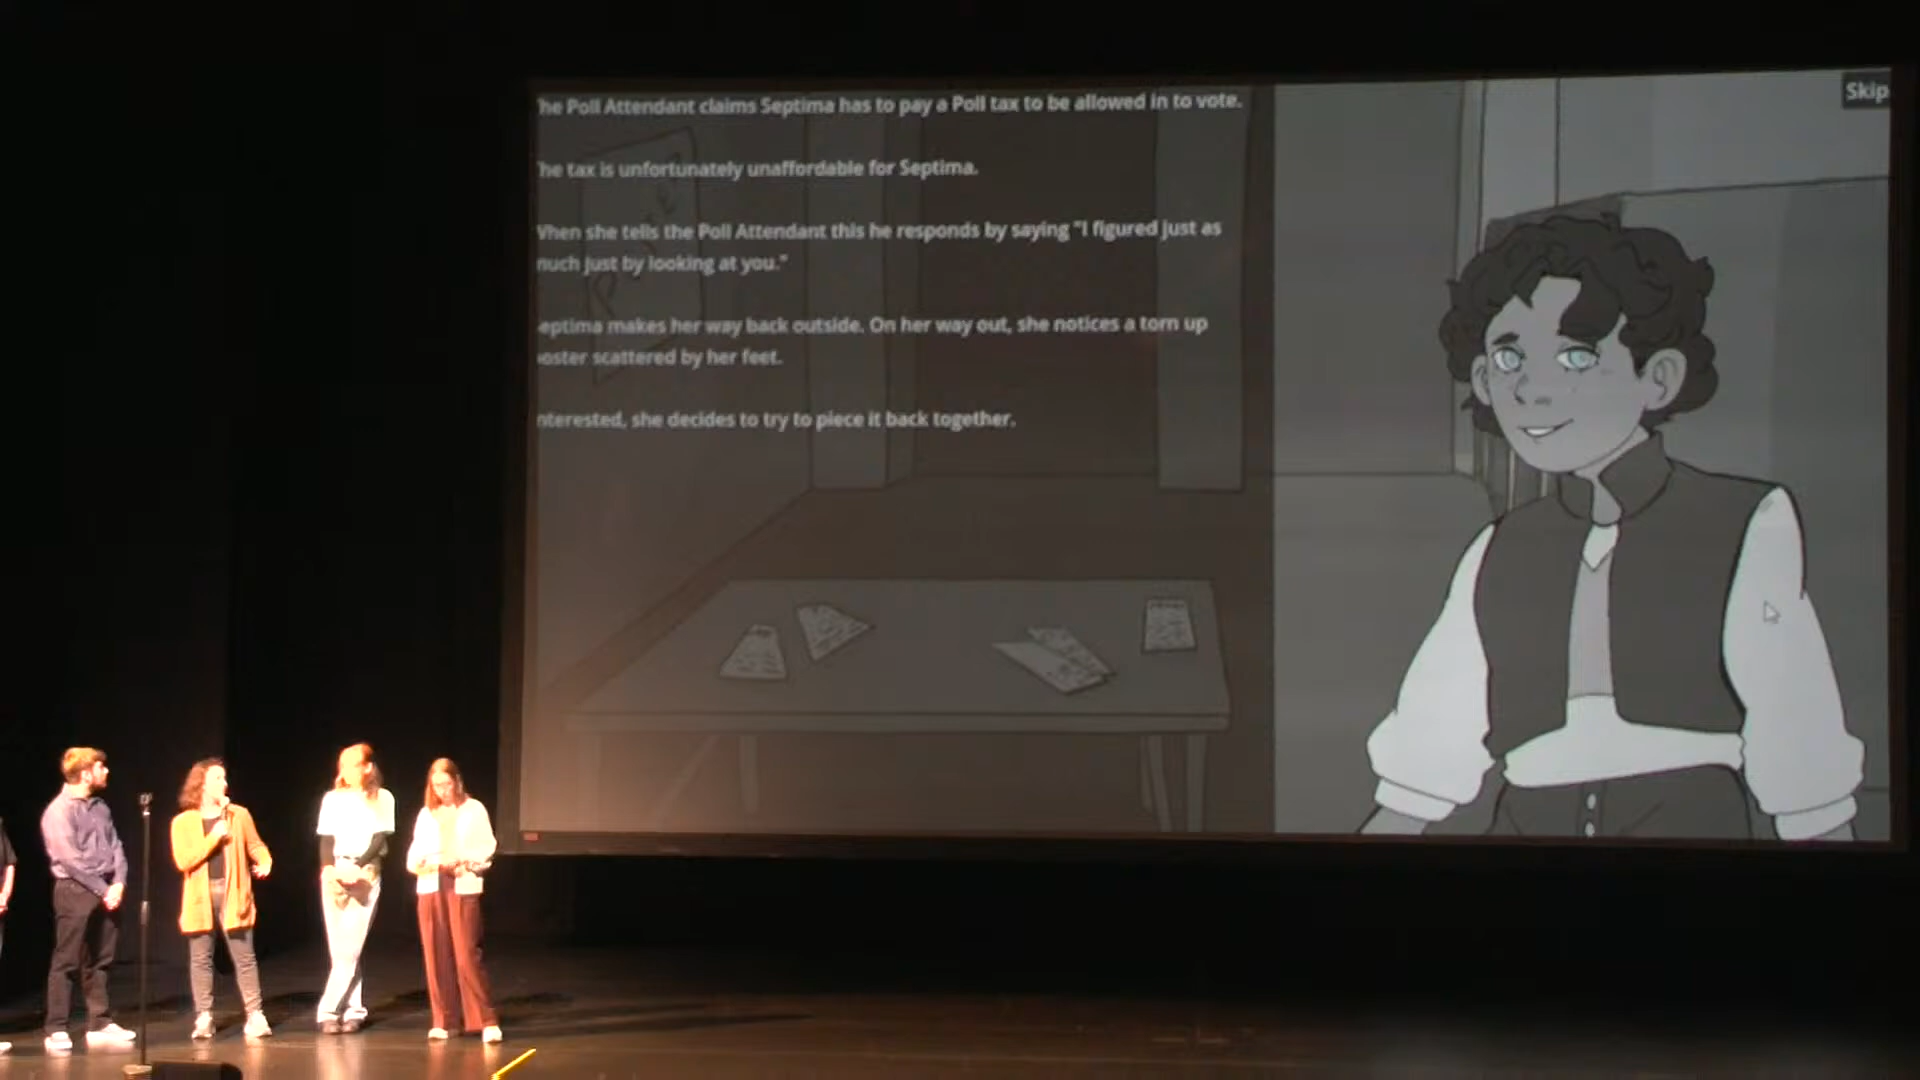 he Poll Attendant claims Septima has to pay a Poll tax to be allowed in to vote.
Skip
he tax is unfortunately unaffordable for Septima.
When she tells the Poll Attendant this he responds by saying "I figured just as
much just by looking at you."
eptima makes her way back outside. On her way out, she notices a torn up
oster scattered by her feet.
nterested, she decides to try to piece it back together.